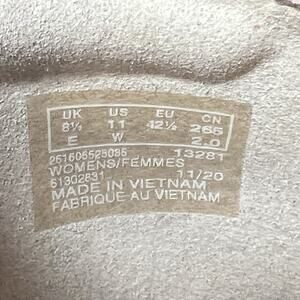 UK US EU CN
8½ 11 42½ 265
E W 2.0
251605525085 13281
WOMENS/FEMMES
61302831 11/20
MADE IN VIETNAM
FABRIQUE AU VIETNAM